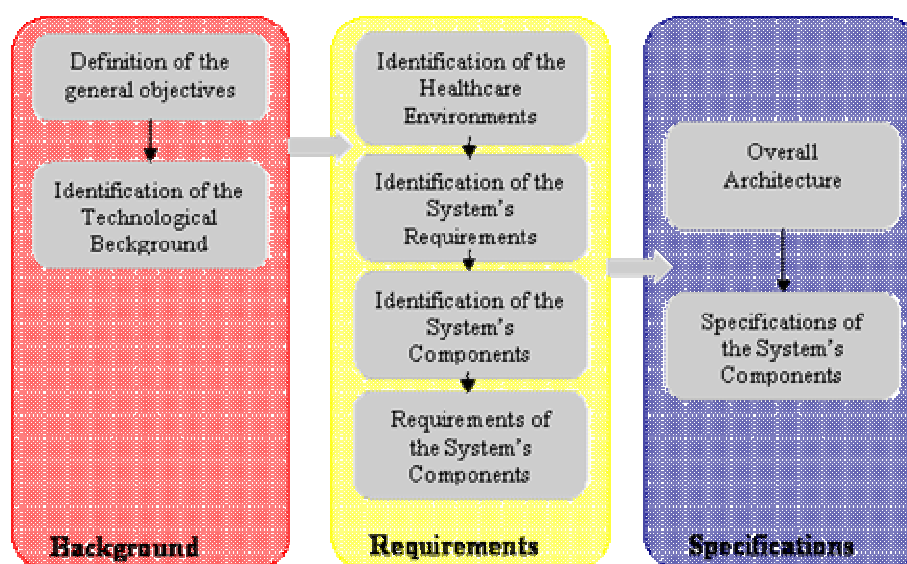 Definition of the
general objectives
Identification of the
Technological
Beckground
Background
Identification of the
Healthcare
Environments
Identification of the
System's
Requirements
Identification of the
System's
Components
Requirements of
the System's
Components
Requirements
Overall
Architecture
Specifications of
the System's
Components
Specifications